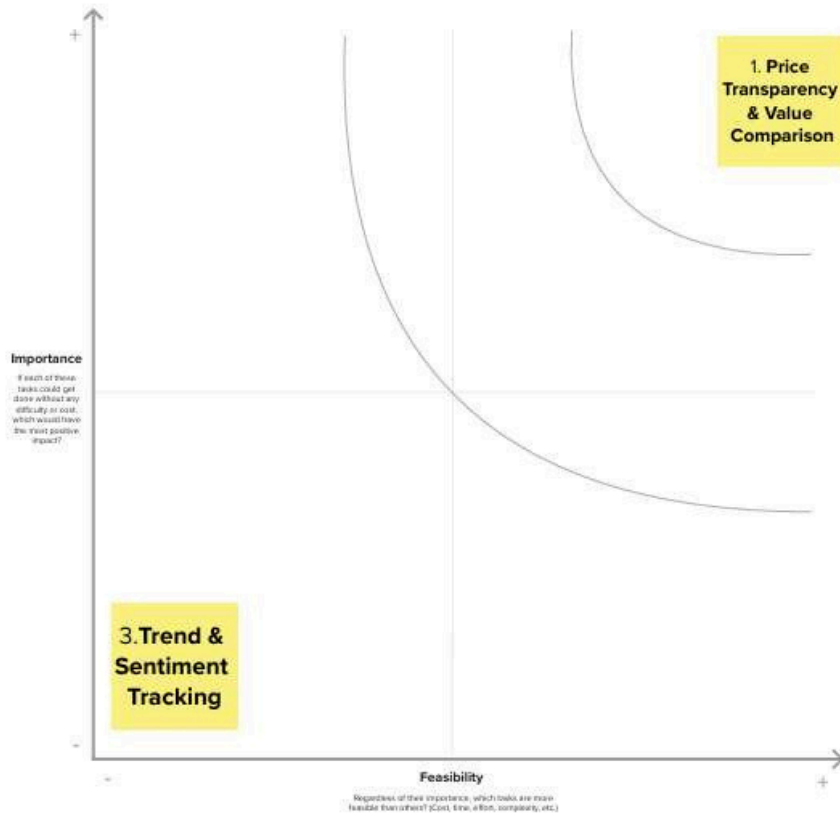 +
1. Price
Transparency
& Value
Comparison
Importance
If each of these
tasks could get
done without any
difficulty or cost,
which would have
the most positive
impact?
3.Trend &
Sentiment
Tracking
-
-
Feasibility
+
Regardless of their importance, which tasks are more
feasible than others? (Cost, time, effort, complexity, etc.)